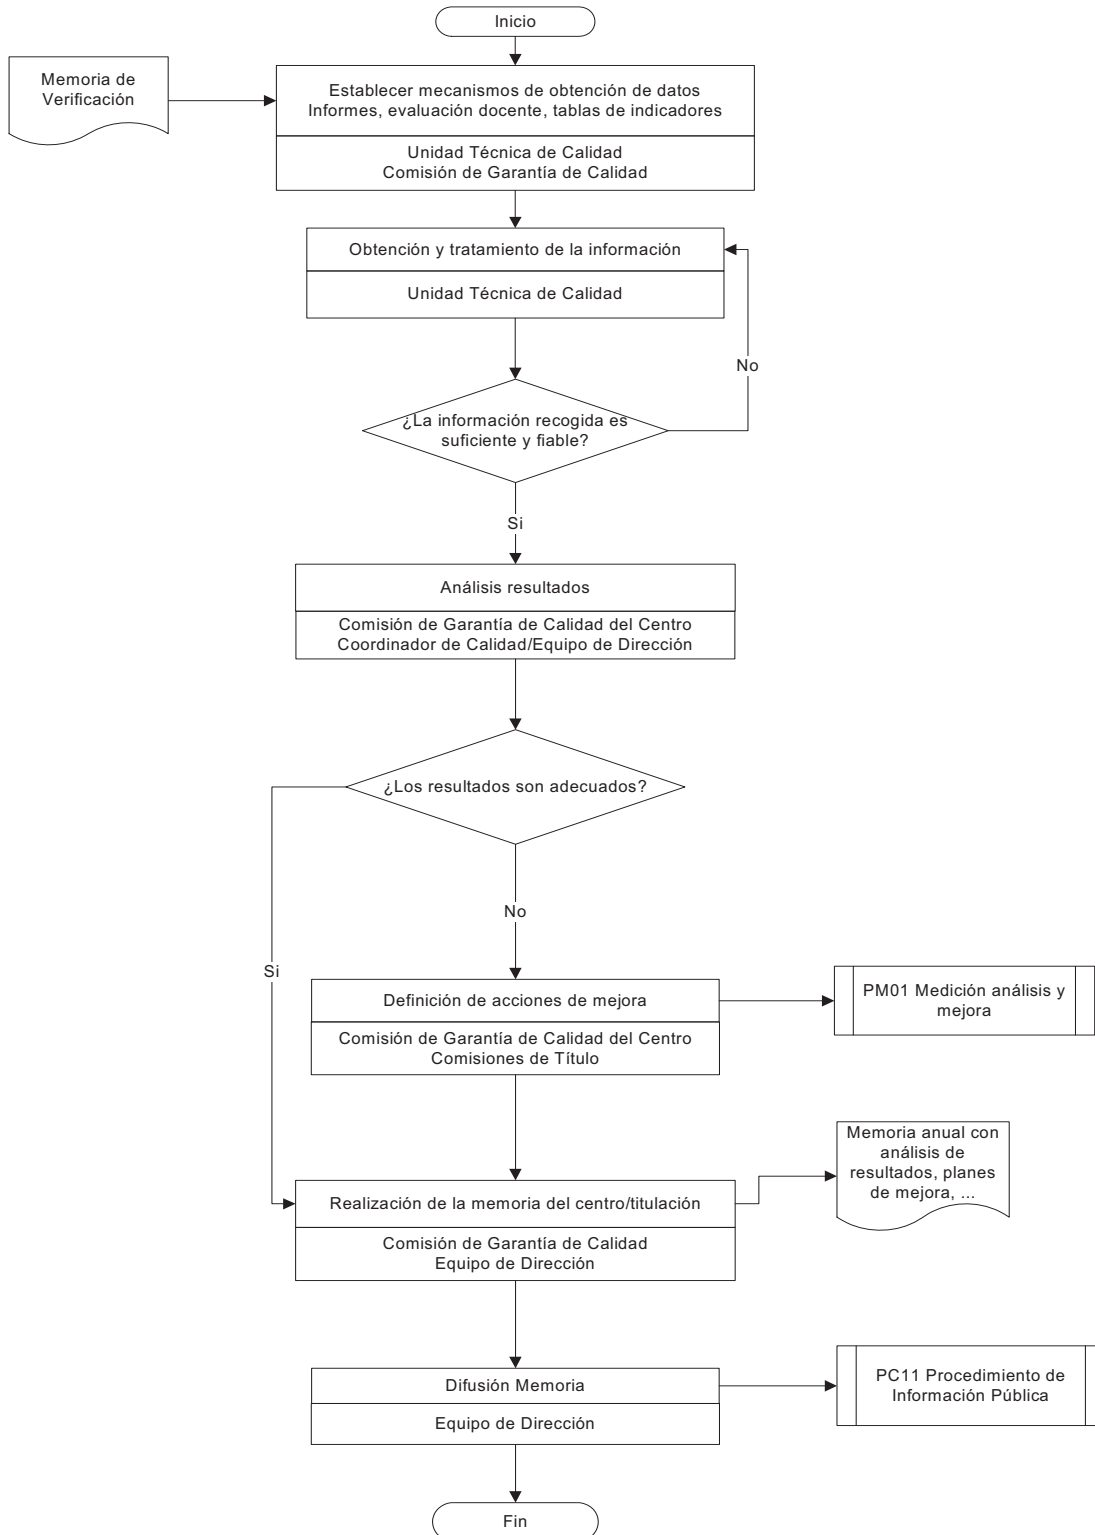 Inicio
Memoria de
Verificación
Establecer mecanismos de obtención de datos
Informes, evaluación docente, tablas de indicadores
Unidad Técnica de Calidad
Comisión de Garantía de Calidad
Obtención y tratamiento de la información
Unidad Técnica de Calidad
No
¿La información recogida es
suficiente y fiable?
Si
Análisis resultados
Comisión de Garantía de Calidad del Centro
Coordinador de Calidad/Equipo de Dirección
¿Los resultados son adecuados?
No
Si
Definición de acciones de mejora
Comisión de Garantía de Calidad del Centro
Comisiones de Título
PM01 Medición análisis y
mejora
Memoria anual con
análisis de
resultados, planes
de mejora, ...
Realización de la memoria del centro/titulación
Comisión de Garantía de Calidad
Equipo de Dirección
Difusión Memoria
Equipo de Dirección
PC11 Procedimiento de
Información Pública
Fin